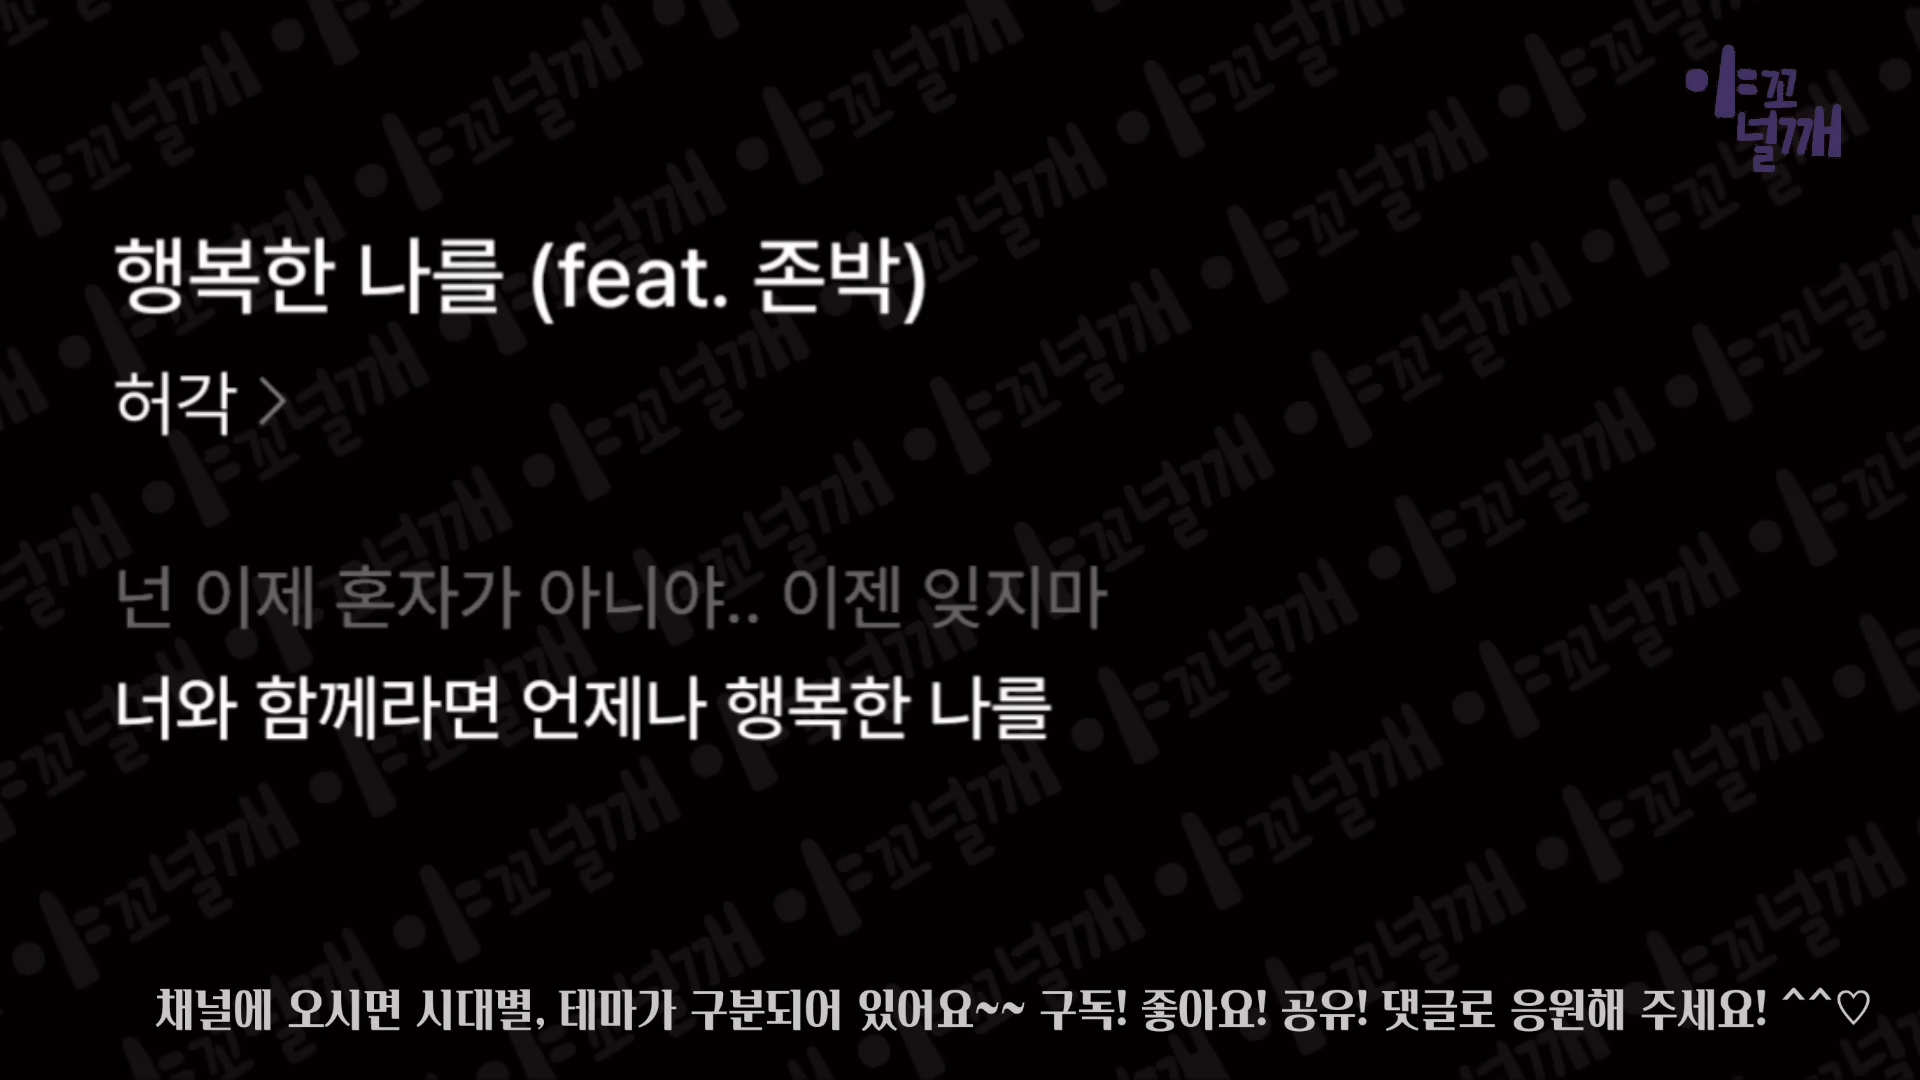 야꼬
널깨
행복한 나를 (feat. 존박)
허각 >
넌 이제 혼자가 아니야.. 이젠 잊지마
너와 함께라면 언제나 행복한 나를
채널에 오시면 시대별, 테마가 구분되어 있어요~~ 구독! 좋아요! 공유! 댓글로 응원해 주세요! ^^♡